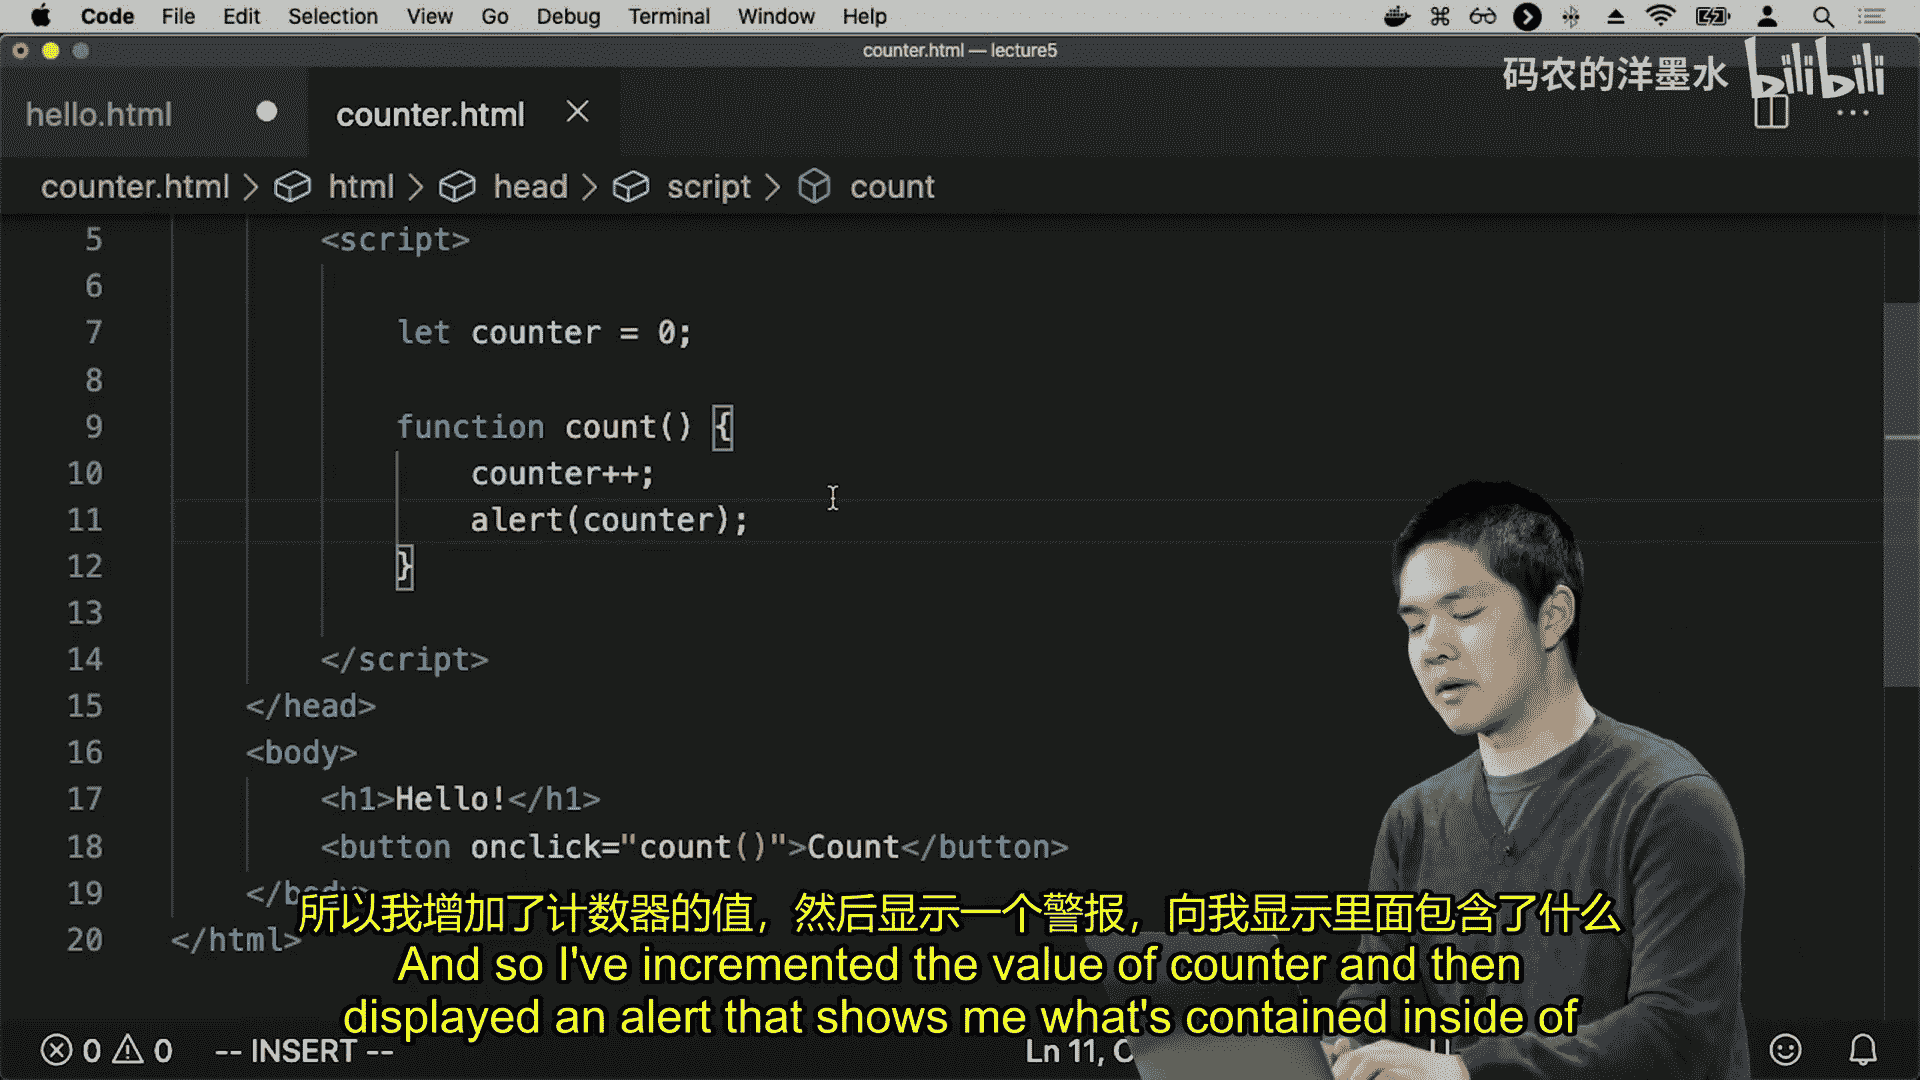 Code File Edit Selection View Go Debug Terminal Window Help
counter.html — lecture5
码农的洋墨水 bilibili
hello.html counter.html
counter.html > html > head > script > count
5 <script>
6
7 let counter = 0;
8
9 function count() {
10 counter++;
11 alert(counter);
12 }
13
14 </script>
15 </head>
16 <body>
17 <h1>Hello!</h1>
18 <button onclick="count()">Count</button>
19 </body>
20 </html>
所以我增加了计数器的值，然后显示一个警报，向我显示里面包含了什么
And so I've incremented the value of counter and then
displayed an alert that shows me what's contained inside of
0 0 -- INSERT -- Ln 11,